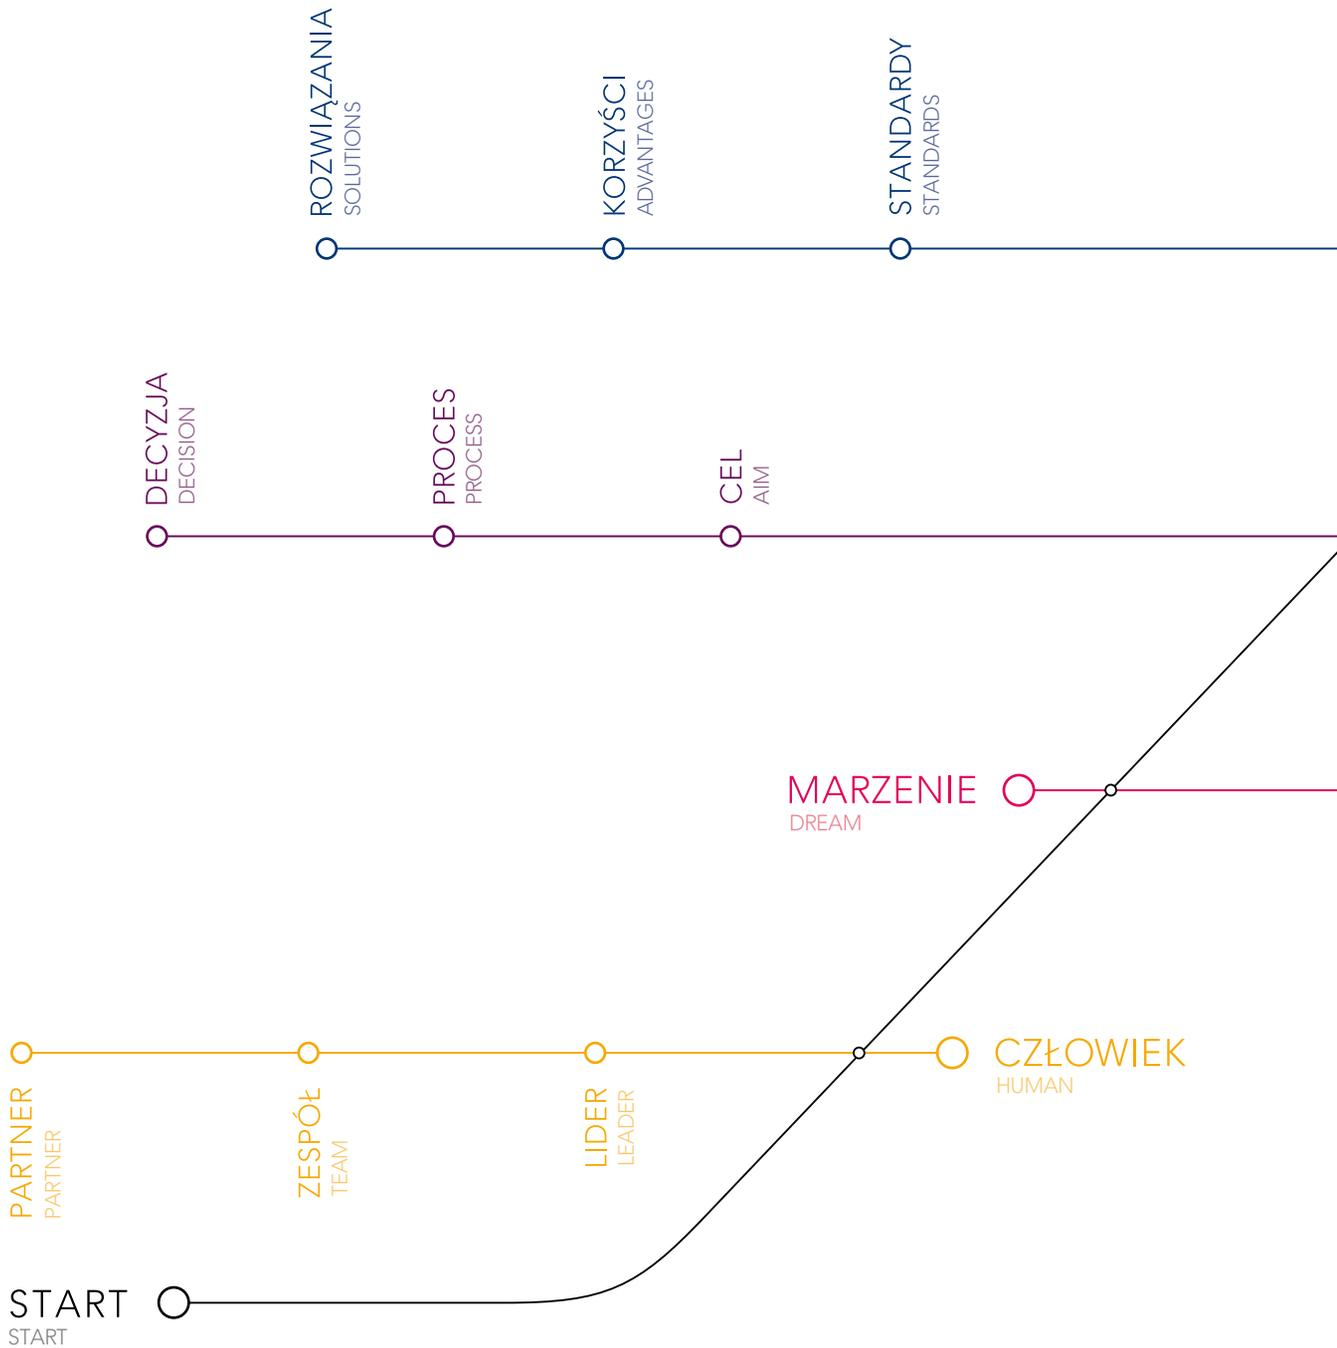 ROZWIĄZANIA
SOLUTIONS
KORZYŚCI
ADVANTAGES
STANDARDY
STANDARDS
DECYZJA
DECISION
PROCES
PROCESS
CEL
AIM
MARZENIE
DREAM
CZŁOWIEK
HUMAN
PARTNER
PARTNER
ZESPÓŁ
TEAM
LIDER
LEADER
START
START